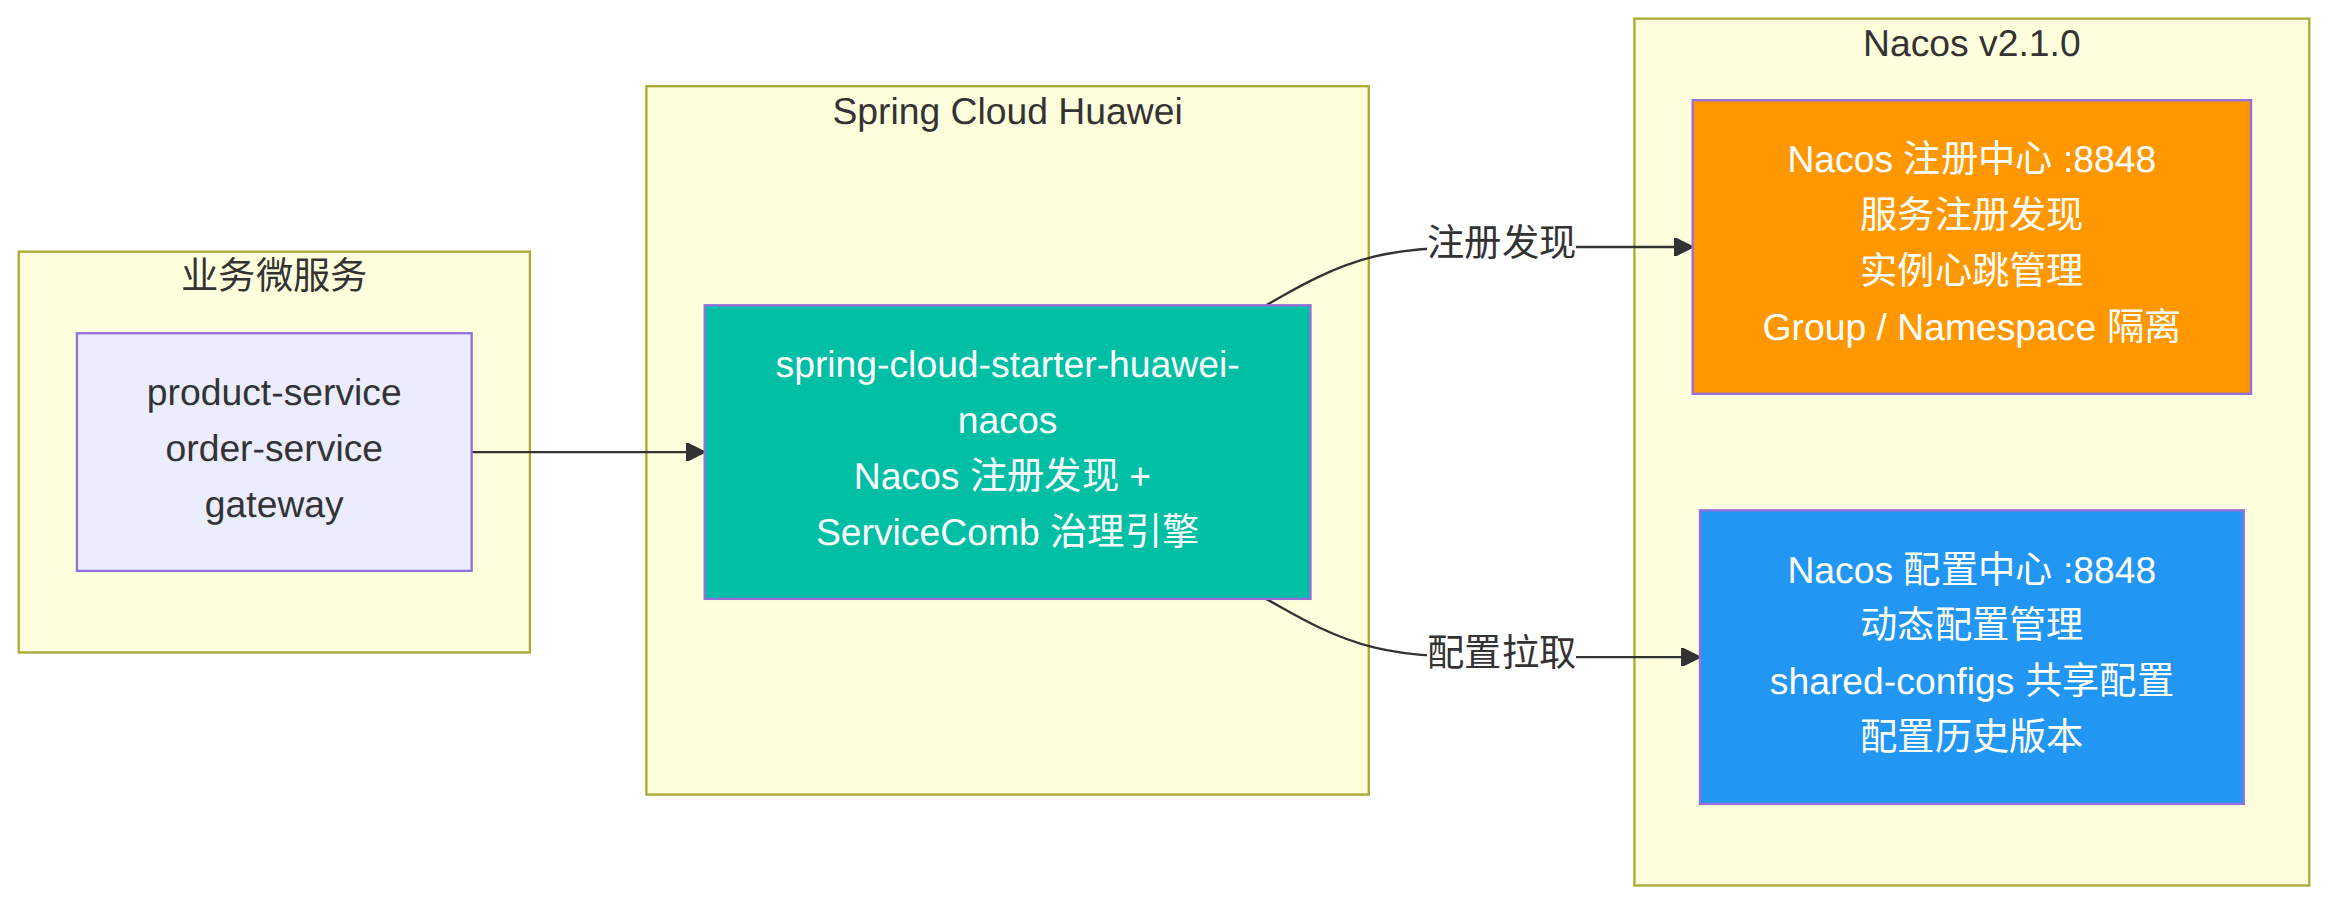 业务微服务
product-service
order-service
gateway
Spring Cloud Huawei
spring-cloud-starter-huawei-
nacos
Nacos 注册发现 +
ServiceComb 治理引擎
注册发现
配置拉取
Nacos v2.1.0
Nacos 注册中心 :8848
服务注册发现
实例心跳管理
Group / Namespace 隔离
Nacos 配置中心 :8848
动态配置管理
shared-configs 共享配置
配置历史版本